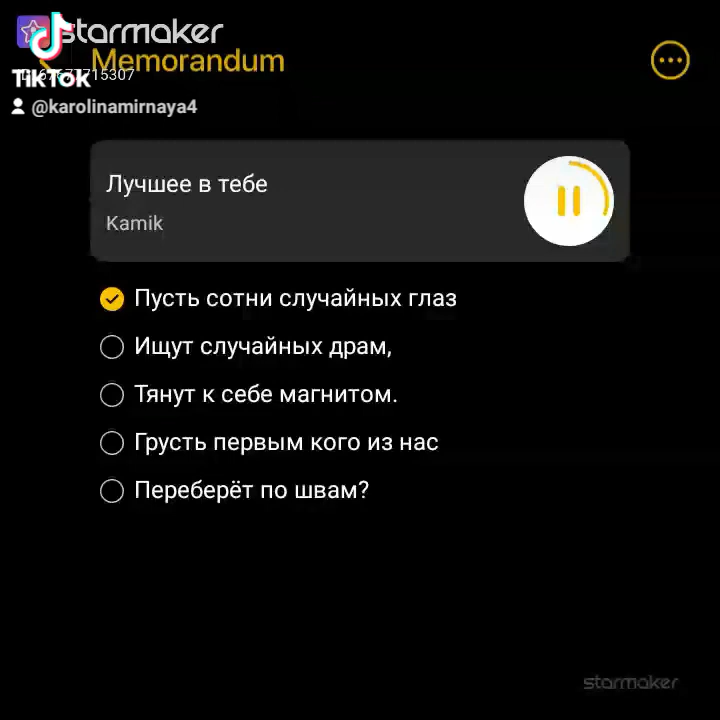 starmaker
Memorandum
TikTok
@karolinamirnaya4
Лучшее в тебе
Kamik
Пусть сотни случайных глаз
Ищут случайных драм,
Тянут к себе магнитом.
Грусть первым кого из нас
Переберёт по швам?
starmaker